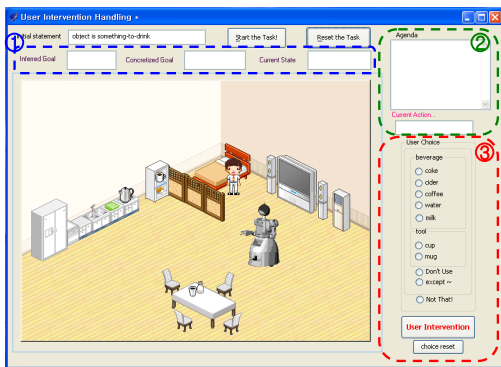 User Intervention Handling
①
Initial statement
object is something-to-drink
Start the Task!
Reset the Task
Inferred Goal
Concretized Goal
Current State
Agenda
②
Current Action...
③
User Choice
beverage
coke
cider
coffee
water
milk
tool
cup
mug
Don't Use
except ~
Not That!
User Intervention
choice reset